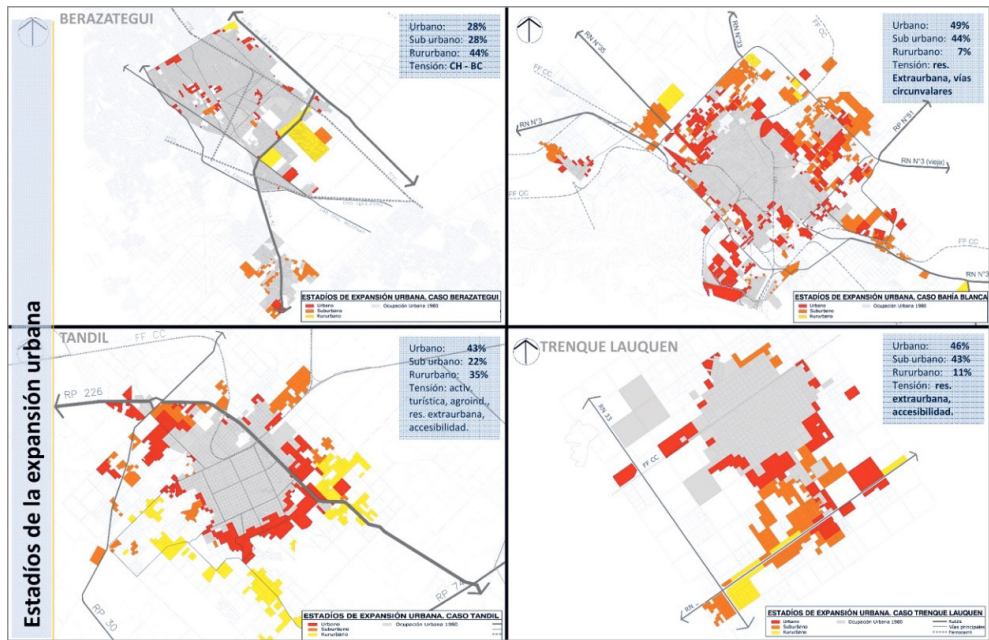 Estadíos de la expansión urbana
BERAZATEGUI
Urbano: 28%
Sub urbano: 28%
Rururbano: 44%
Tensión: CH - BC
ESTADÍOS DE EXPANSIÓN URBANA. CASO BERAZATEGUI
Urbano
Suburbano
Rururbano
Ocupación Urbana 1980
Urbano: 49%
Sub urbano: 44%
Rururbano: 7%
Tensión: res.
Extraurbana, vías
circunvalares
RN N°35
RN N°33
FF CC
RN N°3
RP N°51
RN N°3 (vieja)
FF CC
FF CC
RN N°3
ESTADÍOS DE EXPANSIÓN URBANA. CASO BAHÍA BLANCA
Urbano
Suburbano
Rururbano
Ocupación Urbana 1980
TANDIL
FF CC
RP 226
Urbano: 43%
Sub urbano: 22%
Rururbano: 35%
Tensión: activ.
turística, agroind.,
res. extraurbana,
accesibilidad.
RP 30
RP 74
ESTADÍOS DE EXPANSIÓN URBANA. CASO TANDIL
Urbano
Suburbano
Rururbano
Ocupación Urbana 1980
TRENQUE LAUQUEN
Urbano: 46%
Sub urbano: 43%
Rururbano: 11%
Tensión: res.
extraurbana,
accesibilidad.
RN 33
FF CC
RN
ESTADÍOS DE EXPANSIÓN URBANA. CASO TRENQUE LAUQUEN
Urbano
Suburbano
Rururbano
Ocupación Urbana 1980
Rutas
Vías principales
Ferrocarril